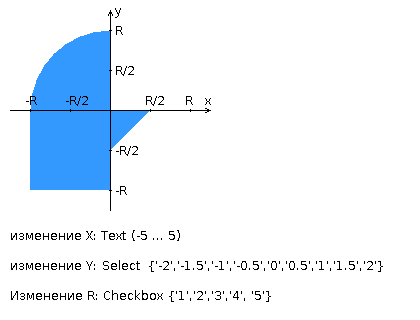 y
R
R/2
-R -R/2 R/2 R x
-R/2
-R
изменение X: Text (-5 ... 5)
изменение Y: Select {'-2','-1.5','-1','-0.5','0','0.5','1','1.5','2'}
Изменение R: Checkbox {'1','2','3','4', '5'}